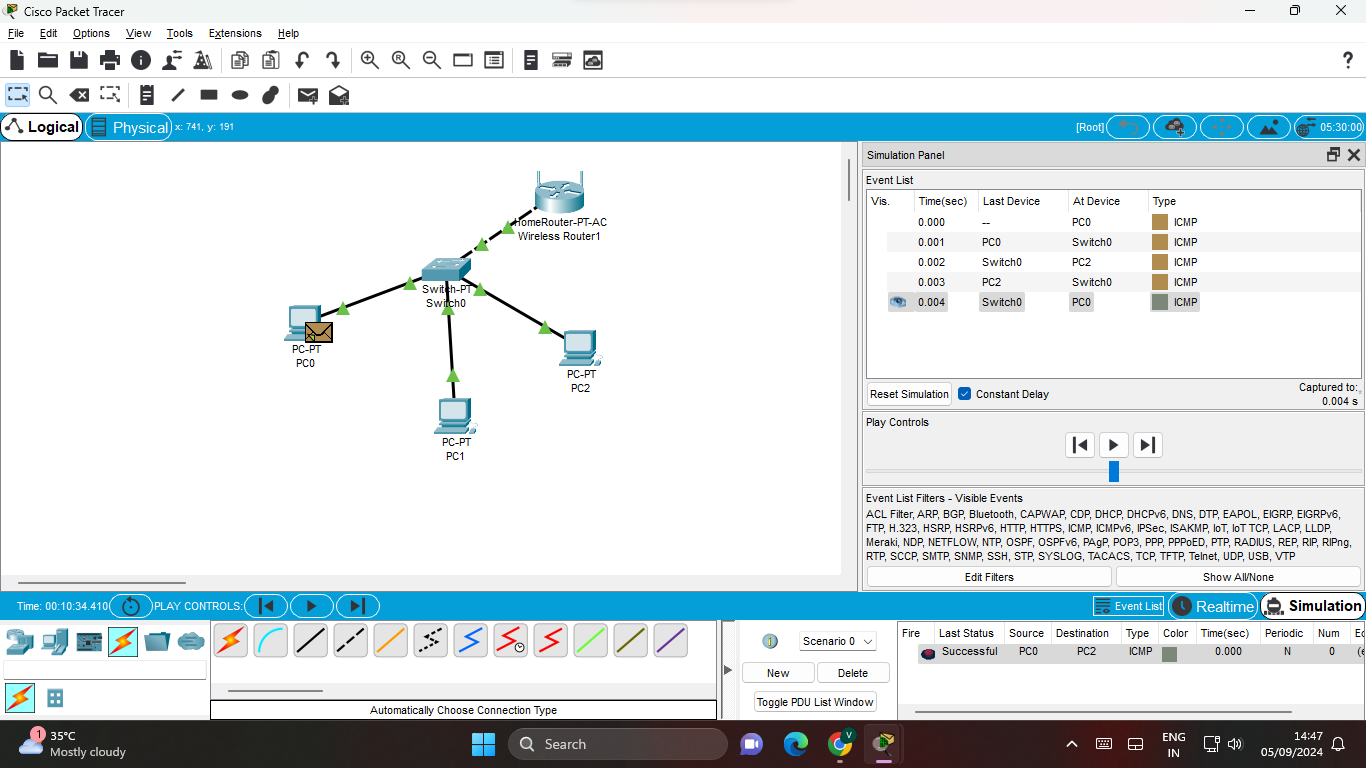 Cisco Packet Tracer
File Edit Options View Tools Extensions Help
?
Logical Physical x: 741, y: 191 [Root] 05:30:00
Simulation Panel
Event List
Vis. Time(sec) Last Device At Device Type
0.000 -- PC0 ICMP
0.001 PC0 Switch0 ICMP
0.002 Switch0 PC2 ICMP
0.003 PC2 Switch0 ICMP
0.004 Switch0 PC0 ICMP
HomeRouter-PT-AC
Wireless Router1
Switch-PT
Switch0
PC-PT
PC0
PC-PT
PC2
PC-PT
PC1
Reset Simulation Constant Delay Captured to:
0.004 s
Play Controls
Event List Filters - Visible Events
ACL Filter, ARP, BGP, Bluetooth, CAPWAP, CDP, DHCP, DHCPv6, DNS, DTP, EAPOL, EIGRP, EIGRPv6,
FTP, H.323, HSRP, HSRPv6, HTTP, HTTPS, ICMP, ICMPv6, IPSec, ISAKMP, IoT, IoT TCP, LACP, LLDP,
Meraki, NDP, NETFLOW, NTP, OSPF, OSPFv6, PAgP, POP3, PPP, PPPoED, PTP, RADIUS, REP, RIP, RIPng,
RTP, SCCP, SMTP, SNMP, SSH, STP, SYSLOG, TACACS, TCP, TFTP, Telnet, UDP, USB, VTP
Edit Filters Show All/None
Time: 00:10:34.410 PLAY CONTROLS: Event List Realtime Simulation
Scenario 0
New Delete
Toggle PDU List Window
Fire Last Status Source Destination Type Color Time(sec) Periodic Num Ec
Successful PC0 PC2 ICMP 0.000 N 0 (e
Automatically Choose Connection Type
1
35°C
Mostly cloudy
Search
V
ENG
IN
14:47
05/09/2024